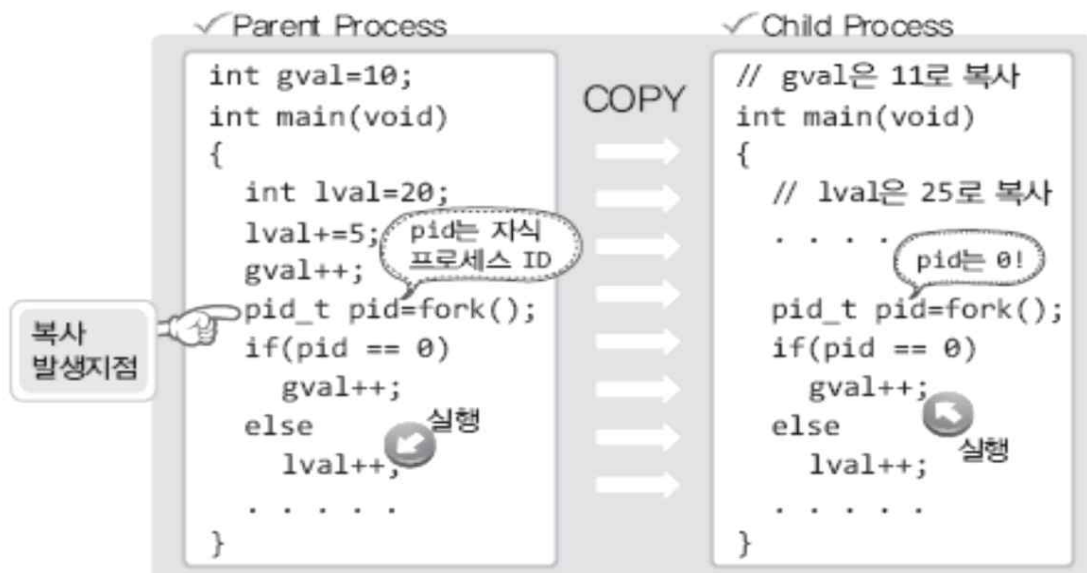 ✓Parent Process
int gval=10;
int main(void)
{
int lval=20;
lval+=5;
gval++;
pid는 자식
프로세스 ID
복사
발생지점
pid_t pid=fork();
if(pid == 0)
gval++;
else
실행
lval++;
. . . . .
}
COPY
✓Child Process
// gval은 11로 복사
int main(void)
{
// lval은 25로 복사
. . . .
pid는 0!
pid_t pid=fork();
if(pid == 0)
gval++;
실행
else
lval++;
. . . . .
}